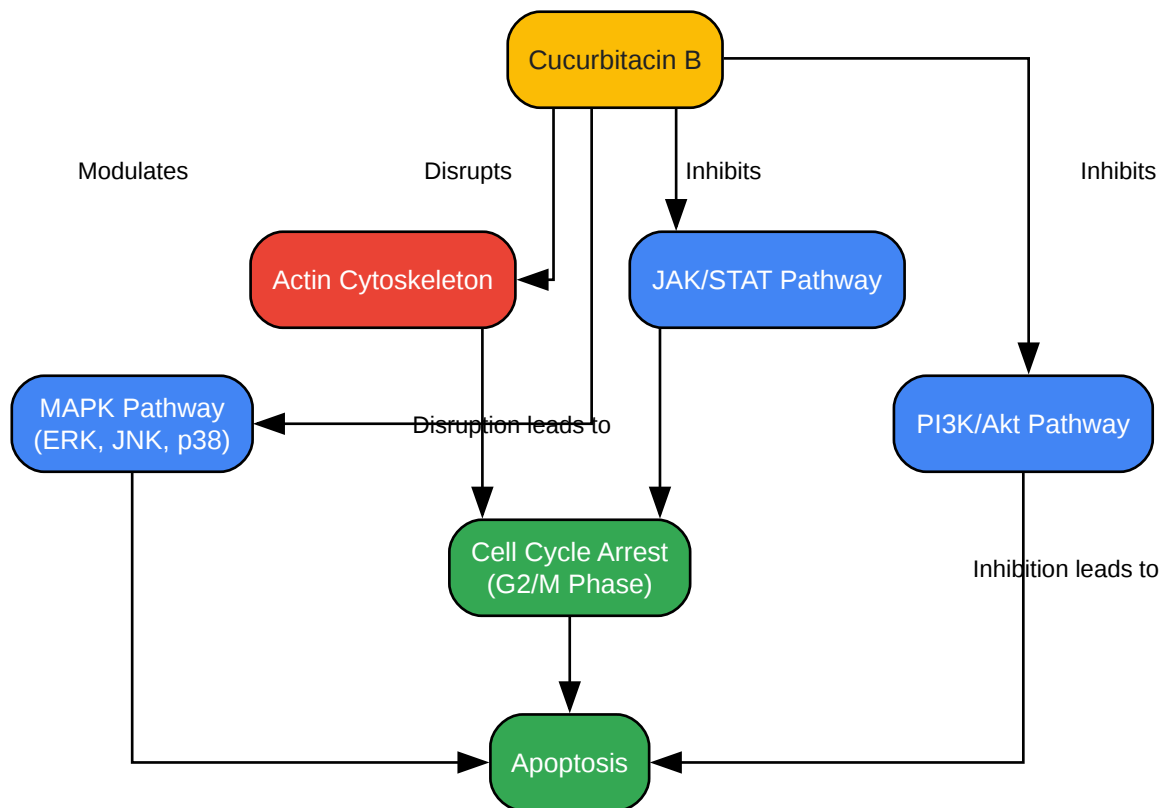 Cucurbitacin B
Modulates
Disrupts
Inhibits
Inhibits
Actin Cytoskeleton
JAK/STAT Pathway
MAPK Pathway
(ERK, JNK, p38)
Disruption leads to
PI3K/Akt Pathway
Cell Cycle Arrest
(G2/M Phase)
Inhibition leads to
Apoptosis